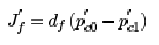 J'_f = d_f (p'_{c0} − p'_{c1})